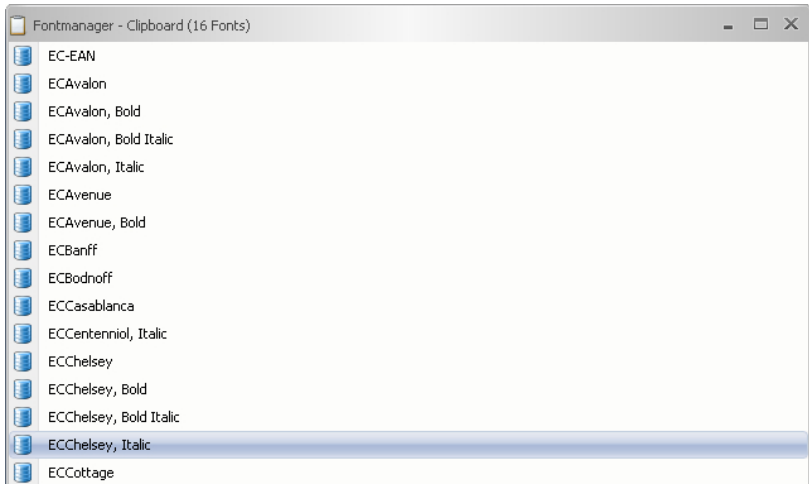 Fontmanager - Clipboard (16 Fonts)
EC-EAN
ECAvalon
ECAvalon, Bold
ECAvalon, Bold Italic
ECAvalon, Italic
ECAvenue
ECAvenue, Bold
ECBanff
ECBodnoff
ECCasablanca
ECCentenniol, Italic
ECChelsey
ECChelsey, Bold
ECChelsey, Bold Italic
ECChelsey, Italic
ECCottage